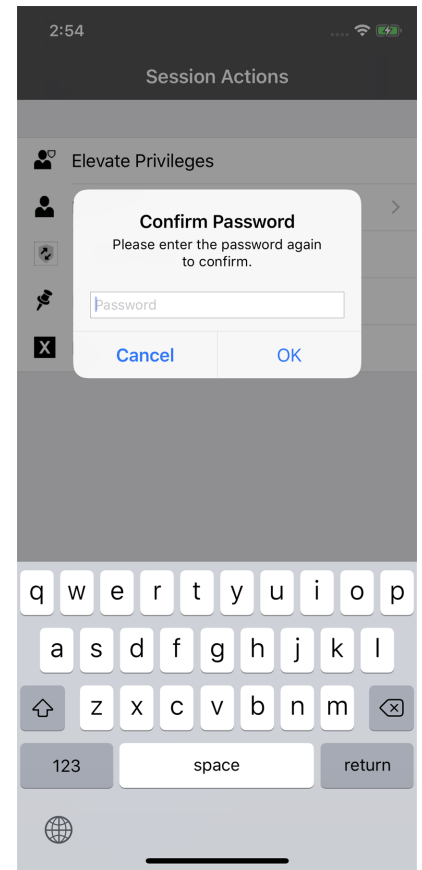 2:54
Session Actions
Elevate Privileges
Confirm Password
Please enter the password again
to confirm.
Password
Cancel OK
X
q w e r t y u i o p
a s d f g h j k l
z x c v b n m
123 space return